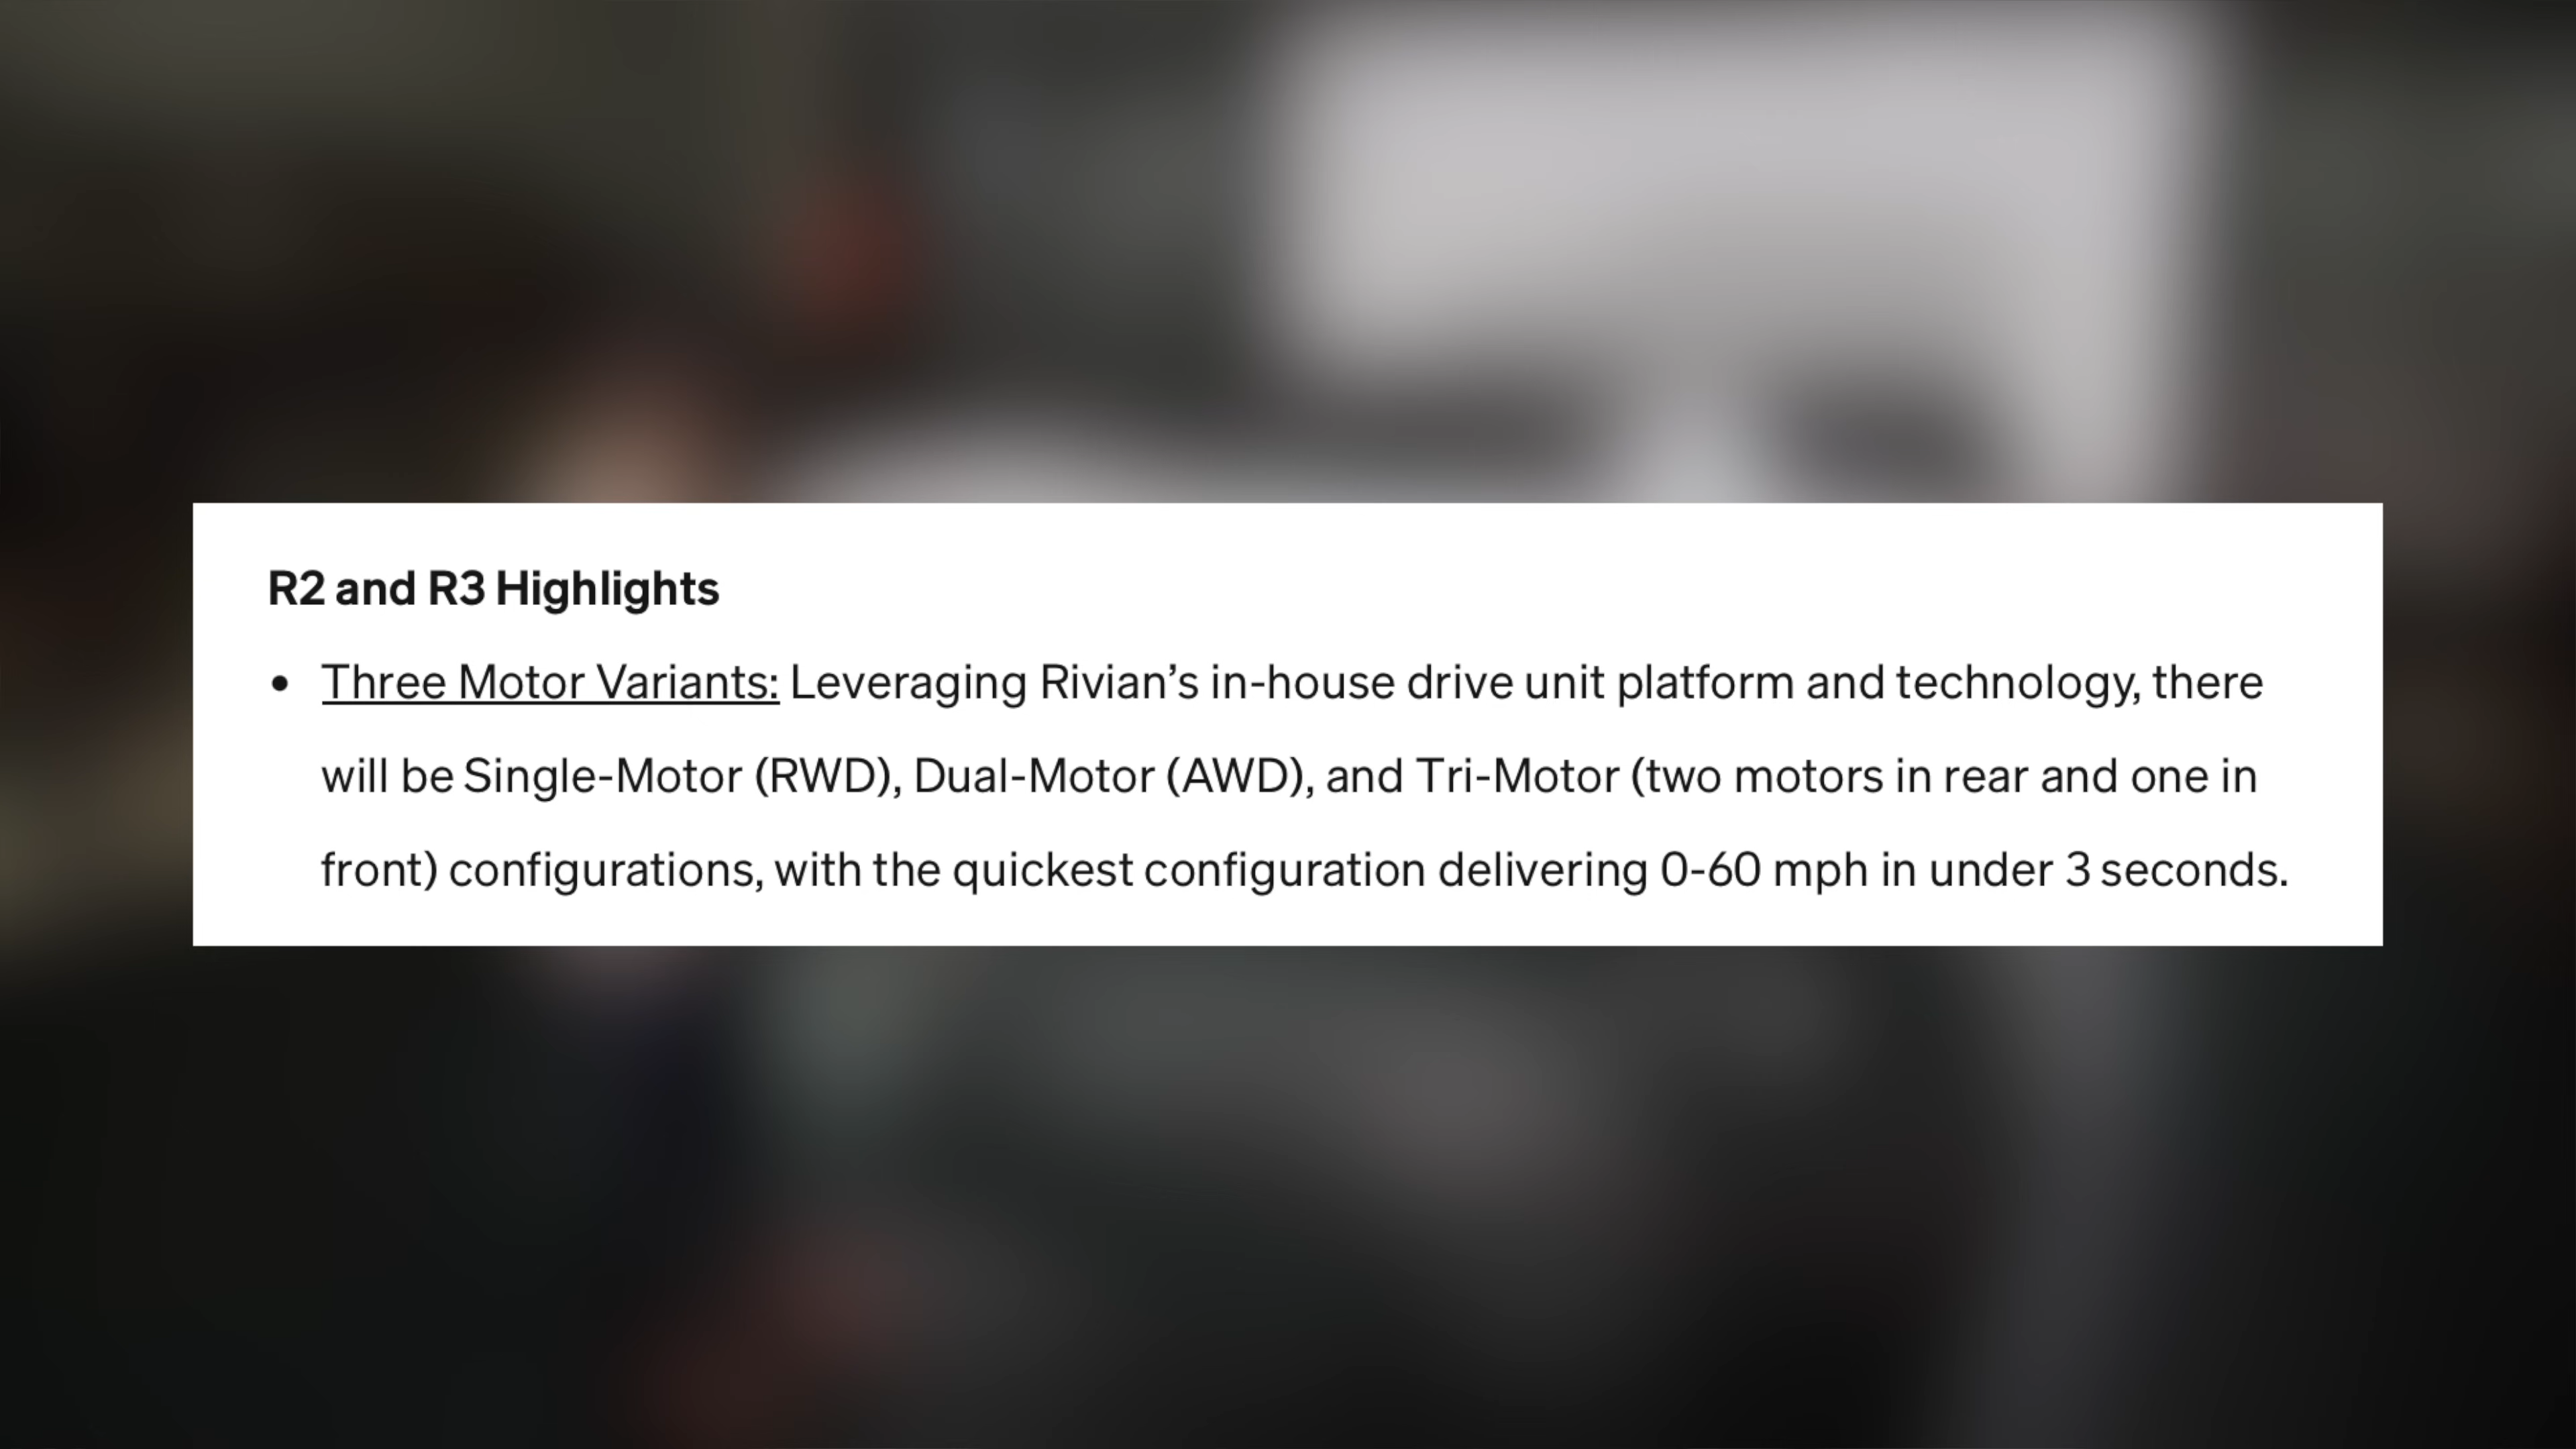 R2 and R3 Highlights
• Three Motor Variants: Leveraging Rivian’s in-house drive unit platform and technology, there
will be Single-Motor (RWD), Dual-Motor (AWD), and Tri-Motor (two motors in rear and one in
front) configurations, with the quickest configuration delivering 0-60 mph in under 3 seconds.